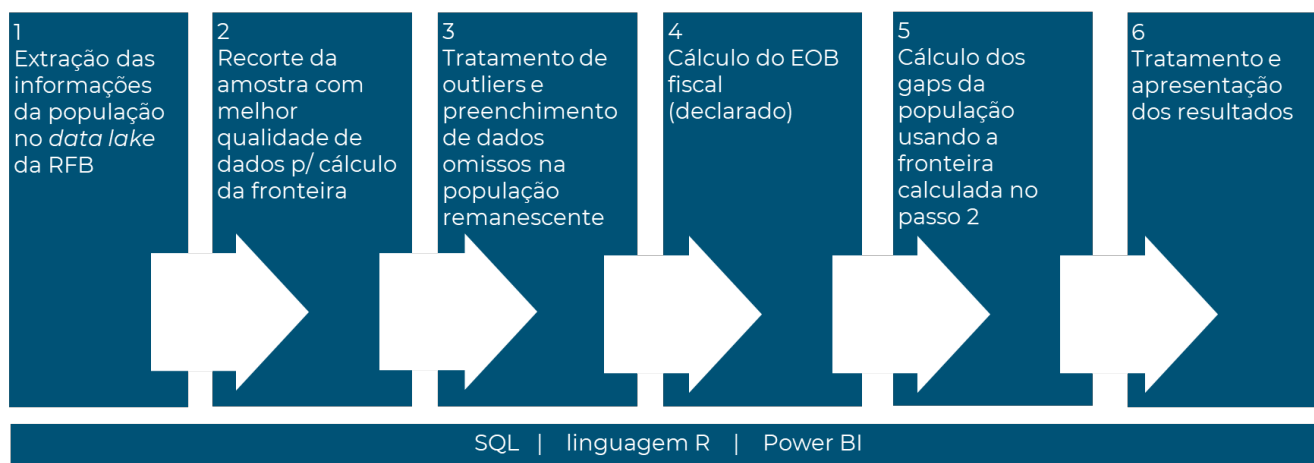 1
Extração das
informações
da população
no data lake
da RFB
2
Recorte da
amostra com
melhor
qualidade de
dados p/ cálculo
da fronteira
3
Tratamento de
outliers e
preenchimento
de dados
omissos na
população
remanescente
4
Cálculo do EOB
fiscal
(declarado)
5
Cálculo dos
gaps da
população
usando a
fronteira
calculada no
passo 2
6
Tratamento e
apresentação
dos resultados
SQL | linguagem R | Power BI